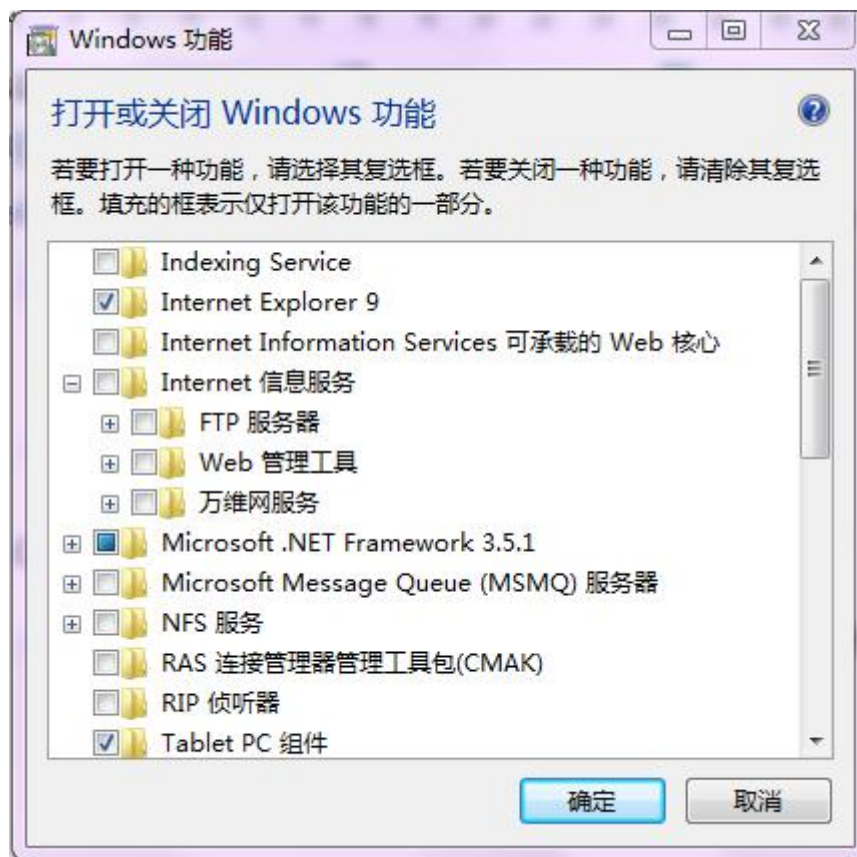 Windows 功能
打开或关闭 Windows 功能
若要打开一种功能，请选择其复选框。若要关闭一种功能，请清除其复选
框。填充的框表示仅打开该功能的一部分。
Indexing Service
Internet Explorer 9
Internet Information Services 可承载的 Web 核心
Internet 信息服务
FTP 服务器
Web 管理工具
万维网服务
Microsoft .NET Framework 3.5.1
Microsoft Message Queue (MSMQ) 服务器
NFS 服务
RAS 连接管理器管理工具包(CMAK)
RIP 侦听器
Tablet PC 组件
确定
取消